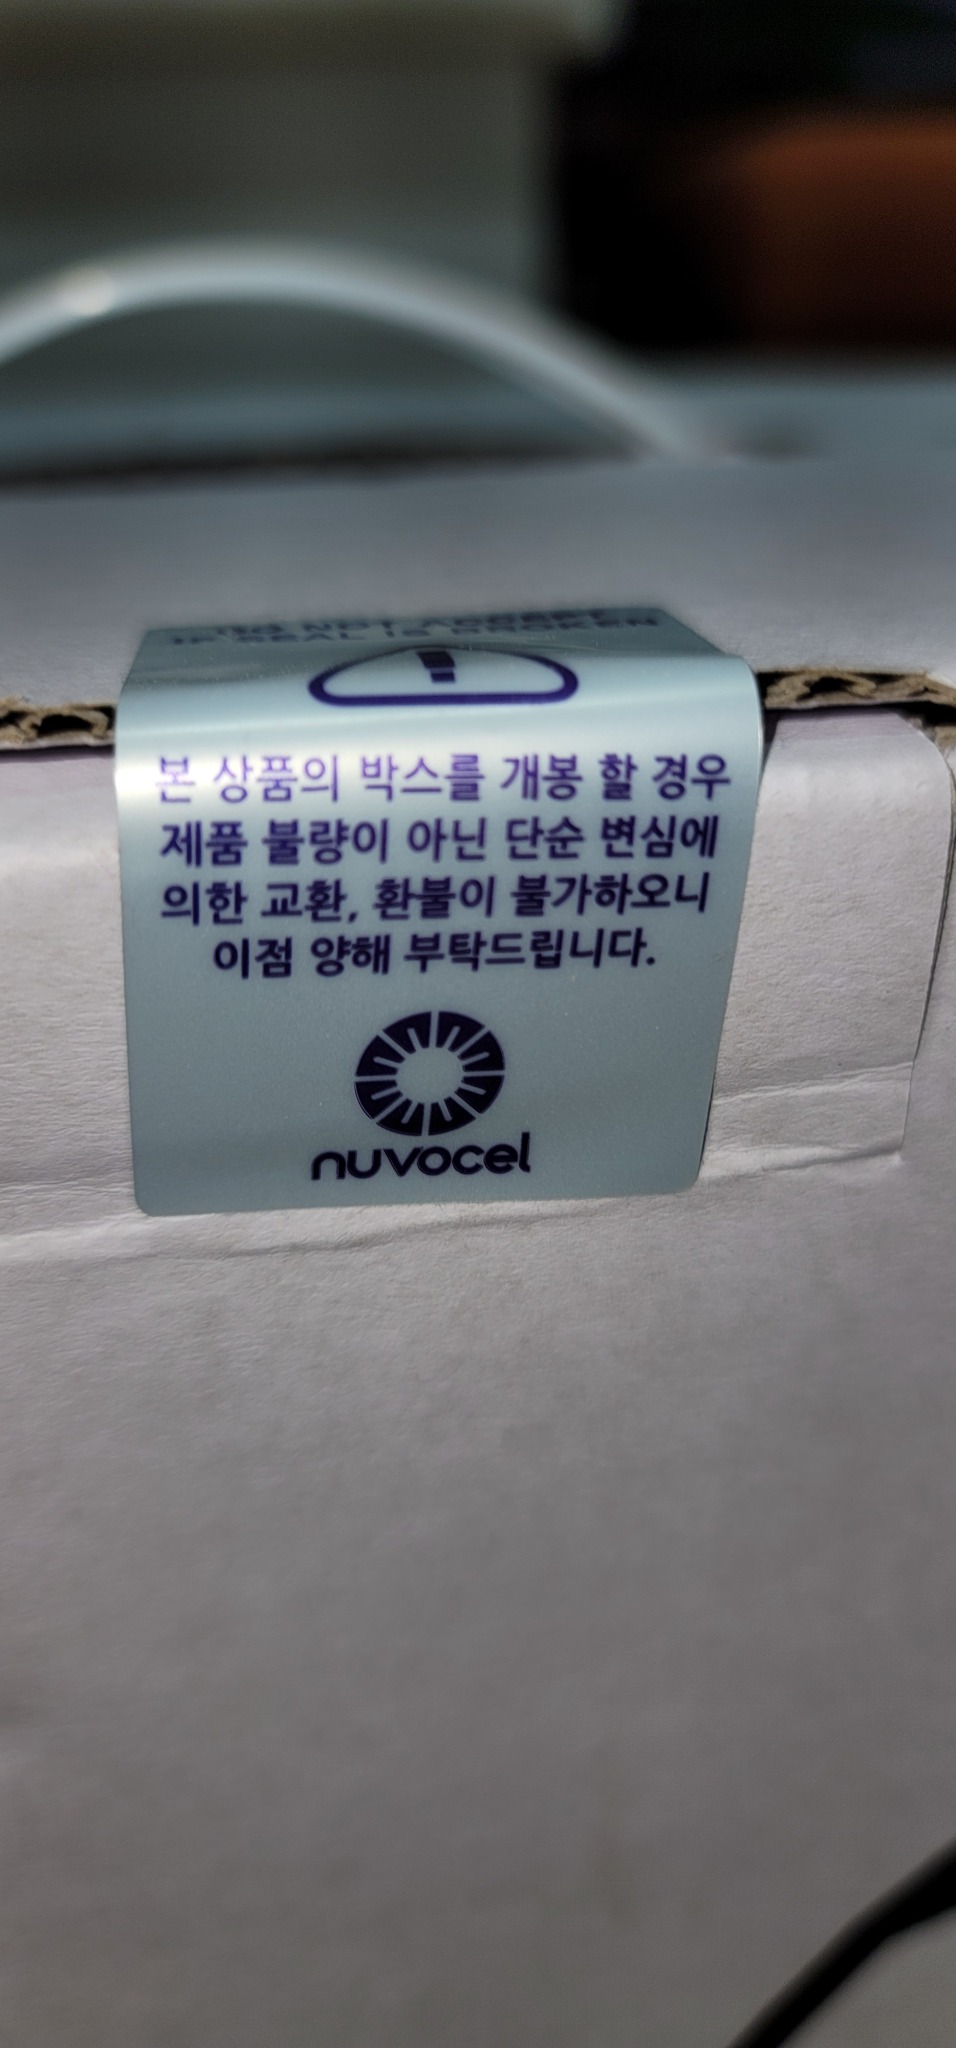 DO NOT ACCEPT
IF SEAL IS BROKEN
!
본 상품의 박스를 개봉 할 경우
제품 불량이 아닌 단순 변심에
의한 교환, 환불이 불가하오니
이점 양해 부탁드립니다.
nuvocel